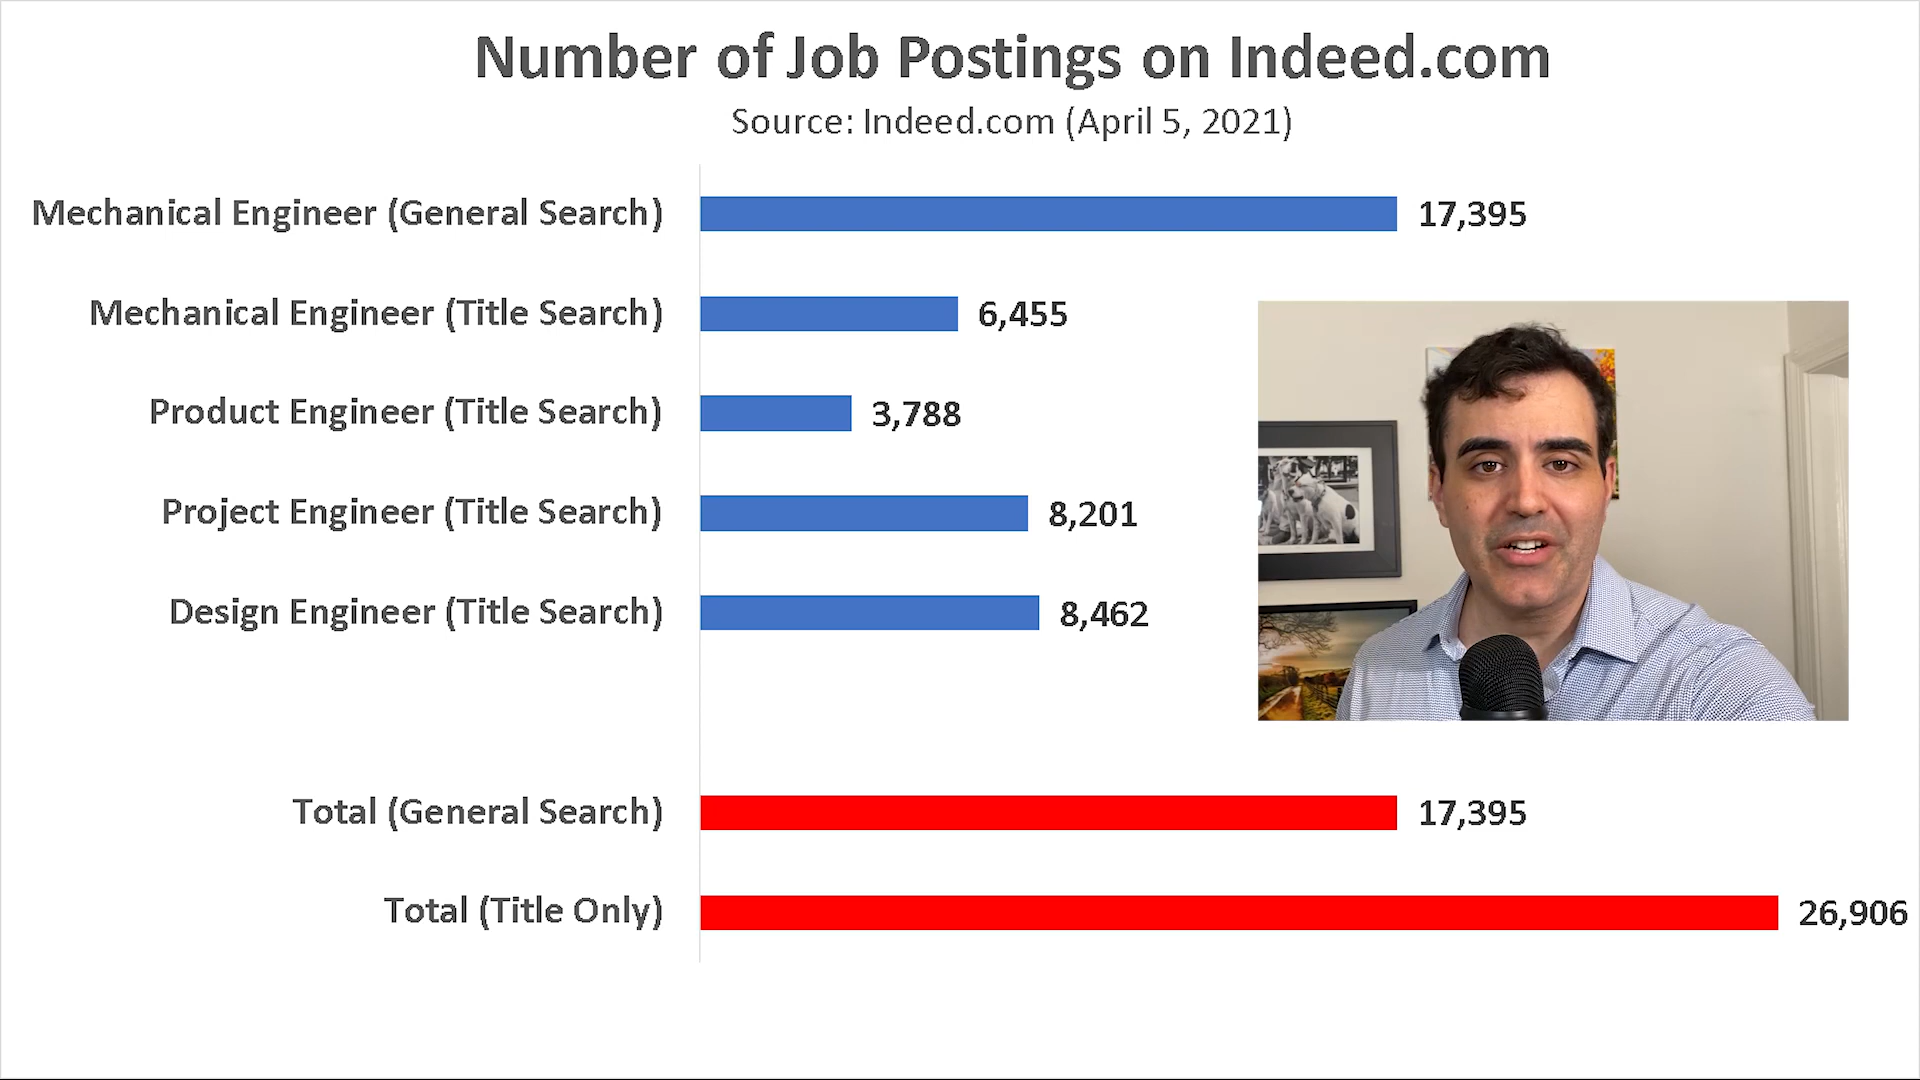 Number of Job Postings on Indeed.com
Source: Indeed.com (April 5, 2021)
Mechanical Engineer (General Search) 17,395
Mechanical Engineer (Title Search) 6,455
Product Engineer (Title Search) 3,788
Project Engineer (Title Search) 8,201
Design Engineer (Title Search) 8,462
Total (General Search) 17,395
Total (Title Only) 26,906